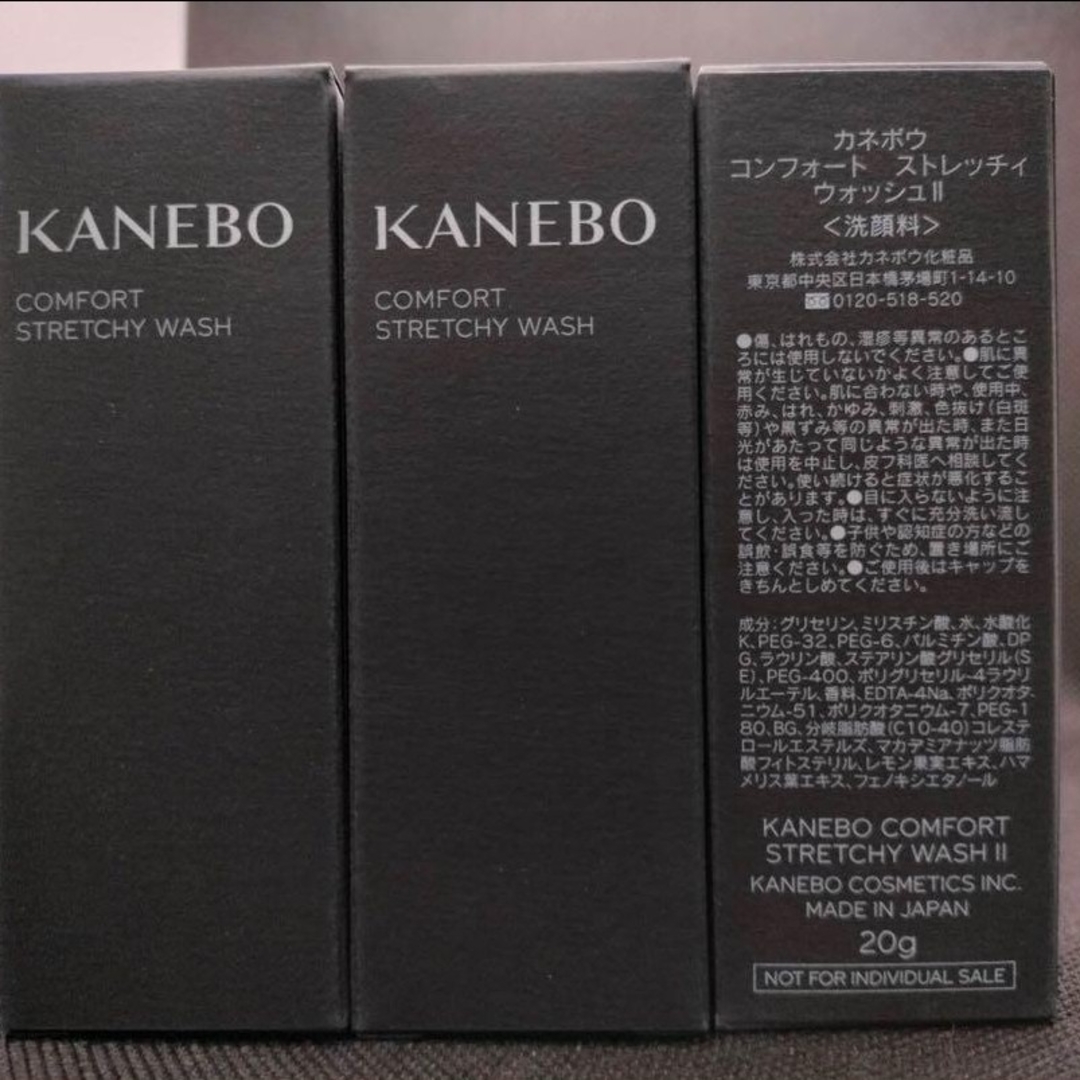 KANEBO
COMFORT
STRETCHY WASH
KANEBO
COMFORT
STRETCHY WASH
カネボウ
コンフォート ストレッチィ
ウォッシュII
<洗顔料>
株式会社カネボウ化粧品
東京都中央区日本橋茅場町1-14-10
0120-518-520
●傷、はれもの、湿疹等異常のあるとこ
ろには使用しないでください。●肌に異
常が生じていないかよく注意してご使
用ください。肌に合わない時や、使用中、
赤み、はれ、かゆみ、刺激、色抜け(白斑
等)や黒ずみ等の異常が出た時、また日
光があたって同じような異常が出た時
は使用を中止し、皮フ科医へ相談してく
ださい。使い続けると症状が悪化するこ
とがあります。●目に入らないように注
意し、入った時は、すぐに充分洗い流し
てください。●子供や認知症の方などの
誤飲・誤食等を防ぐため、置き場所にご
注意ください。●ご使用後はキャップを
きちんとしめてください。
成分:グリセリン、ミリスチン酸、水、水酸化
K、PEG-32、PEG-6、パルミチン酸、DP
G、ラウリン酸、ステアリン酸グリセリル(S
E)、PEG-400、ポリグリセリル-4ラウリ
ルエーテル、香料、EDTA-4Na、ポリクオタ
ニウム-51、ポリクオタニウム-7、PEG-1
80、BG、分岐脂肪酸(C10-40)コレステ
ロールエステルズ、マカデミアナッツ脂肪
酸フィトステリル、レモン果実エキス、ハマ
メリス葉エキス、フェノキシエタノール
KANEBO COMFORT
STRETCHY WASH II
KANEBO COSMETICS INC.
MADE IN JAPAN
20g
NOT FOR INDIVIDUAL SALE